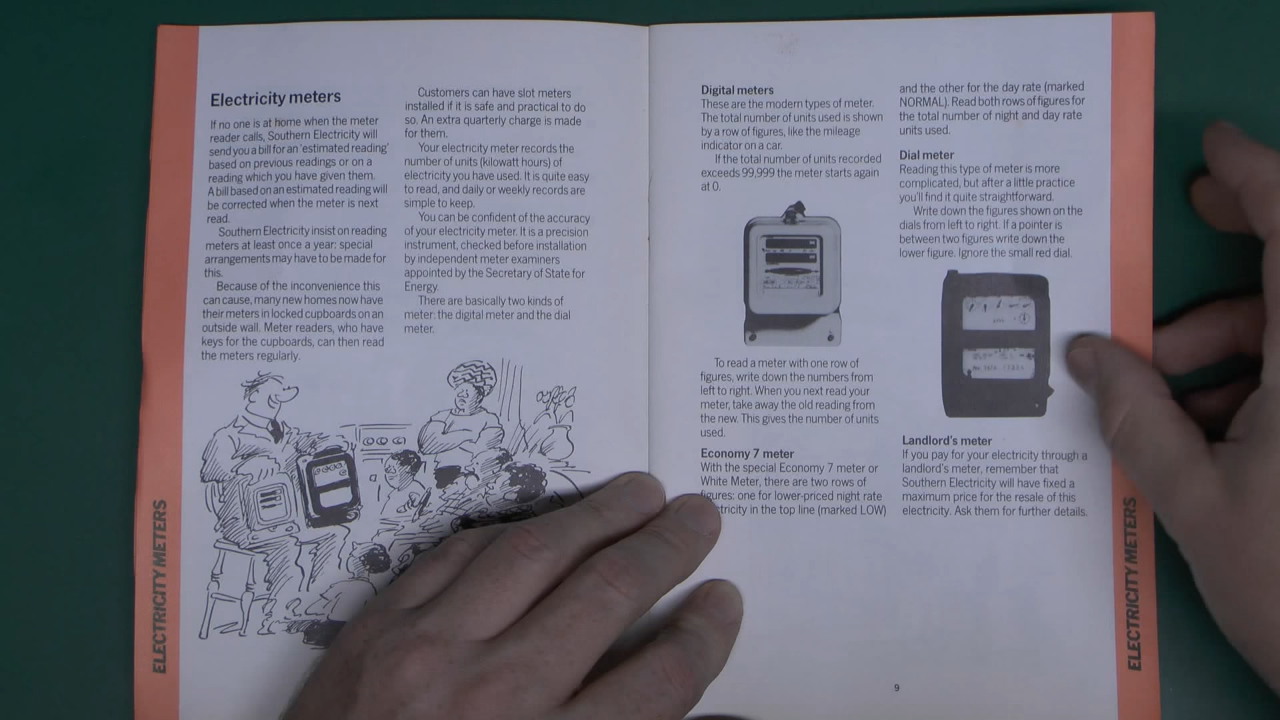 Electricity meters
If no one is at home when the meter
reader calls, Southern Electricity will
send you a bill for an 'estimated reading'
based on previous readings or on a
reading which you have given them.
A bill based on an estimated reading will
be corrected when the meter is next
read.
Southern Electricity insist on reading
meters at least once a year: special
arrangements may have to be made for
this.
Because of the inconvenience this
can cause, many new homes now have
their meters in locked cupboards on an
outside wall. Meter readers, who have
keys for the cupboards, can then read
the meters regularly.
Customers can have slot meters
installed if it is safe and practical to do
so. An extra quarterly charge is made
for them.
Your electricity meter records the
number of units (kilowatt hours) of
electricity you have used. It is quite easy
to read, and daily or weekly records are
simple to keep.
You can be confident of the accuracy
of your electricity meter. It is a precision
instrument, checked before installation
by independent meter examiners
appointed by the Secretary of State for
Energy.
There are basically two kinds of
meter: the digital meter and the dial
meter.
ELECTRICITY METERS
Digital meters
These are the modern types of meter.
The total number of units used is shown
by a row of figures, like the mileage
indicator on a car.
If the total number of units recorded
exceeds 99,999 the meter starts again
at 0.
To read a meter with one row of
figures, write down the numbers from
left to right. When you next read your
meter, take away the old reading from
the new. This gives the number of units
used.
Economy 7 meter
With the special Economy 7 meter or
White Meter, there are two rows of
figures: one for lower-priced night rate
electricity in the top line (marked LOW)
and the other for the day rate (marked
NORMAL). Read both rows of figures for
the total number of night and day rate
units used.
Dial meter
Reading this type of meter is more
complicated, but after a little practice
you'll find it quite straightforward.
Write down the figures shown on the
dials from left to right. If a pointer is
between two figures write down the
lower figure. Ignore the small red dial.
Landlord's meter
If you pay for your electricity through a
landlord's meter, remember that
Southern Electricity will have fixed a
maximum price for the resale of this
electricity. Ask them for further details.
9
ELECTRICITY METERS